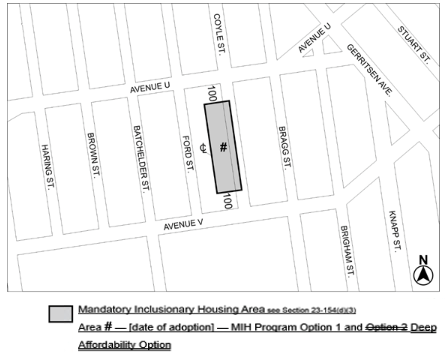 COYLE ST.
AVENUE U
STUART ST.
GERRITSEN AVE.
AVENUE U
100
HARING ST.
BROWN ST.
BATCHELDER ST.
FORD ST.
#
BRAGG ST.
100
AVENUE V
BRIGHAM ST.
KNAPP ST.
N
Mandatory Inclusionary Housing Area see Section 23-154(d)(3)
Area # — [date of adoption] — MIH Program Option 1 and Option 2 Deep
Affordability Option